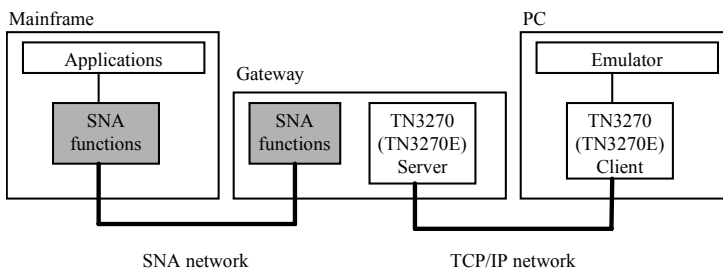 Mainframe
Applications
SNA
functions
Gateway
SNA
functions
TN3270
(TN3270E)
Server
PC
Emulator
TN3270
(TN3270E)
Client
SNA network
TCP/IP network